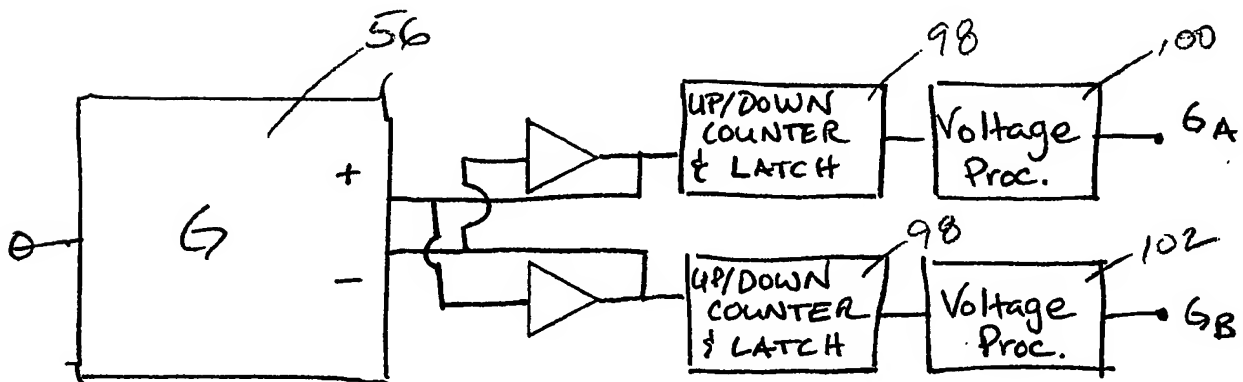 56
98
100
UP/DOWN
COUNTER
& LATCH
Voltage
Proc.
GA
+
G
−
98
102
UP/DOWN
COUNTER
& LATCH
Voltage
Proc.
GB